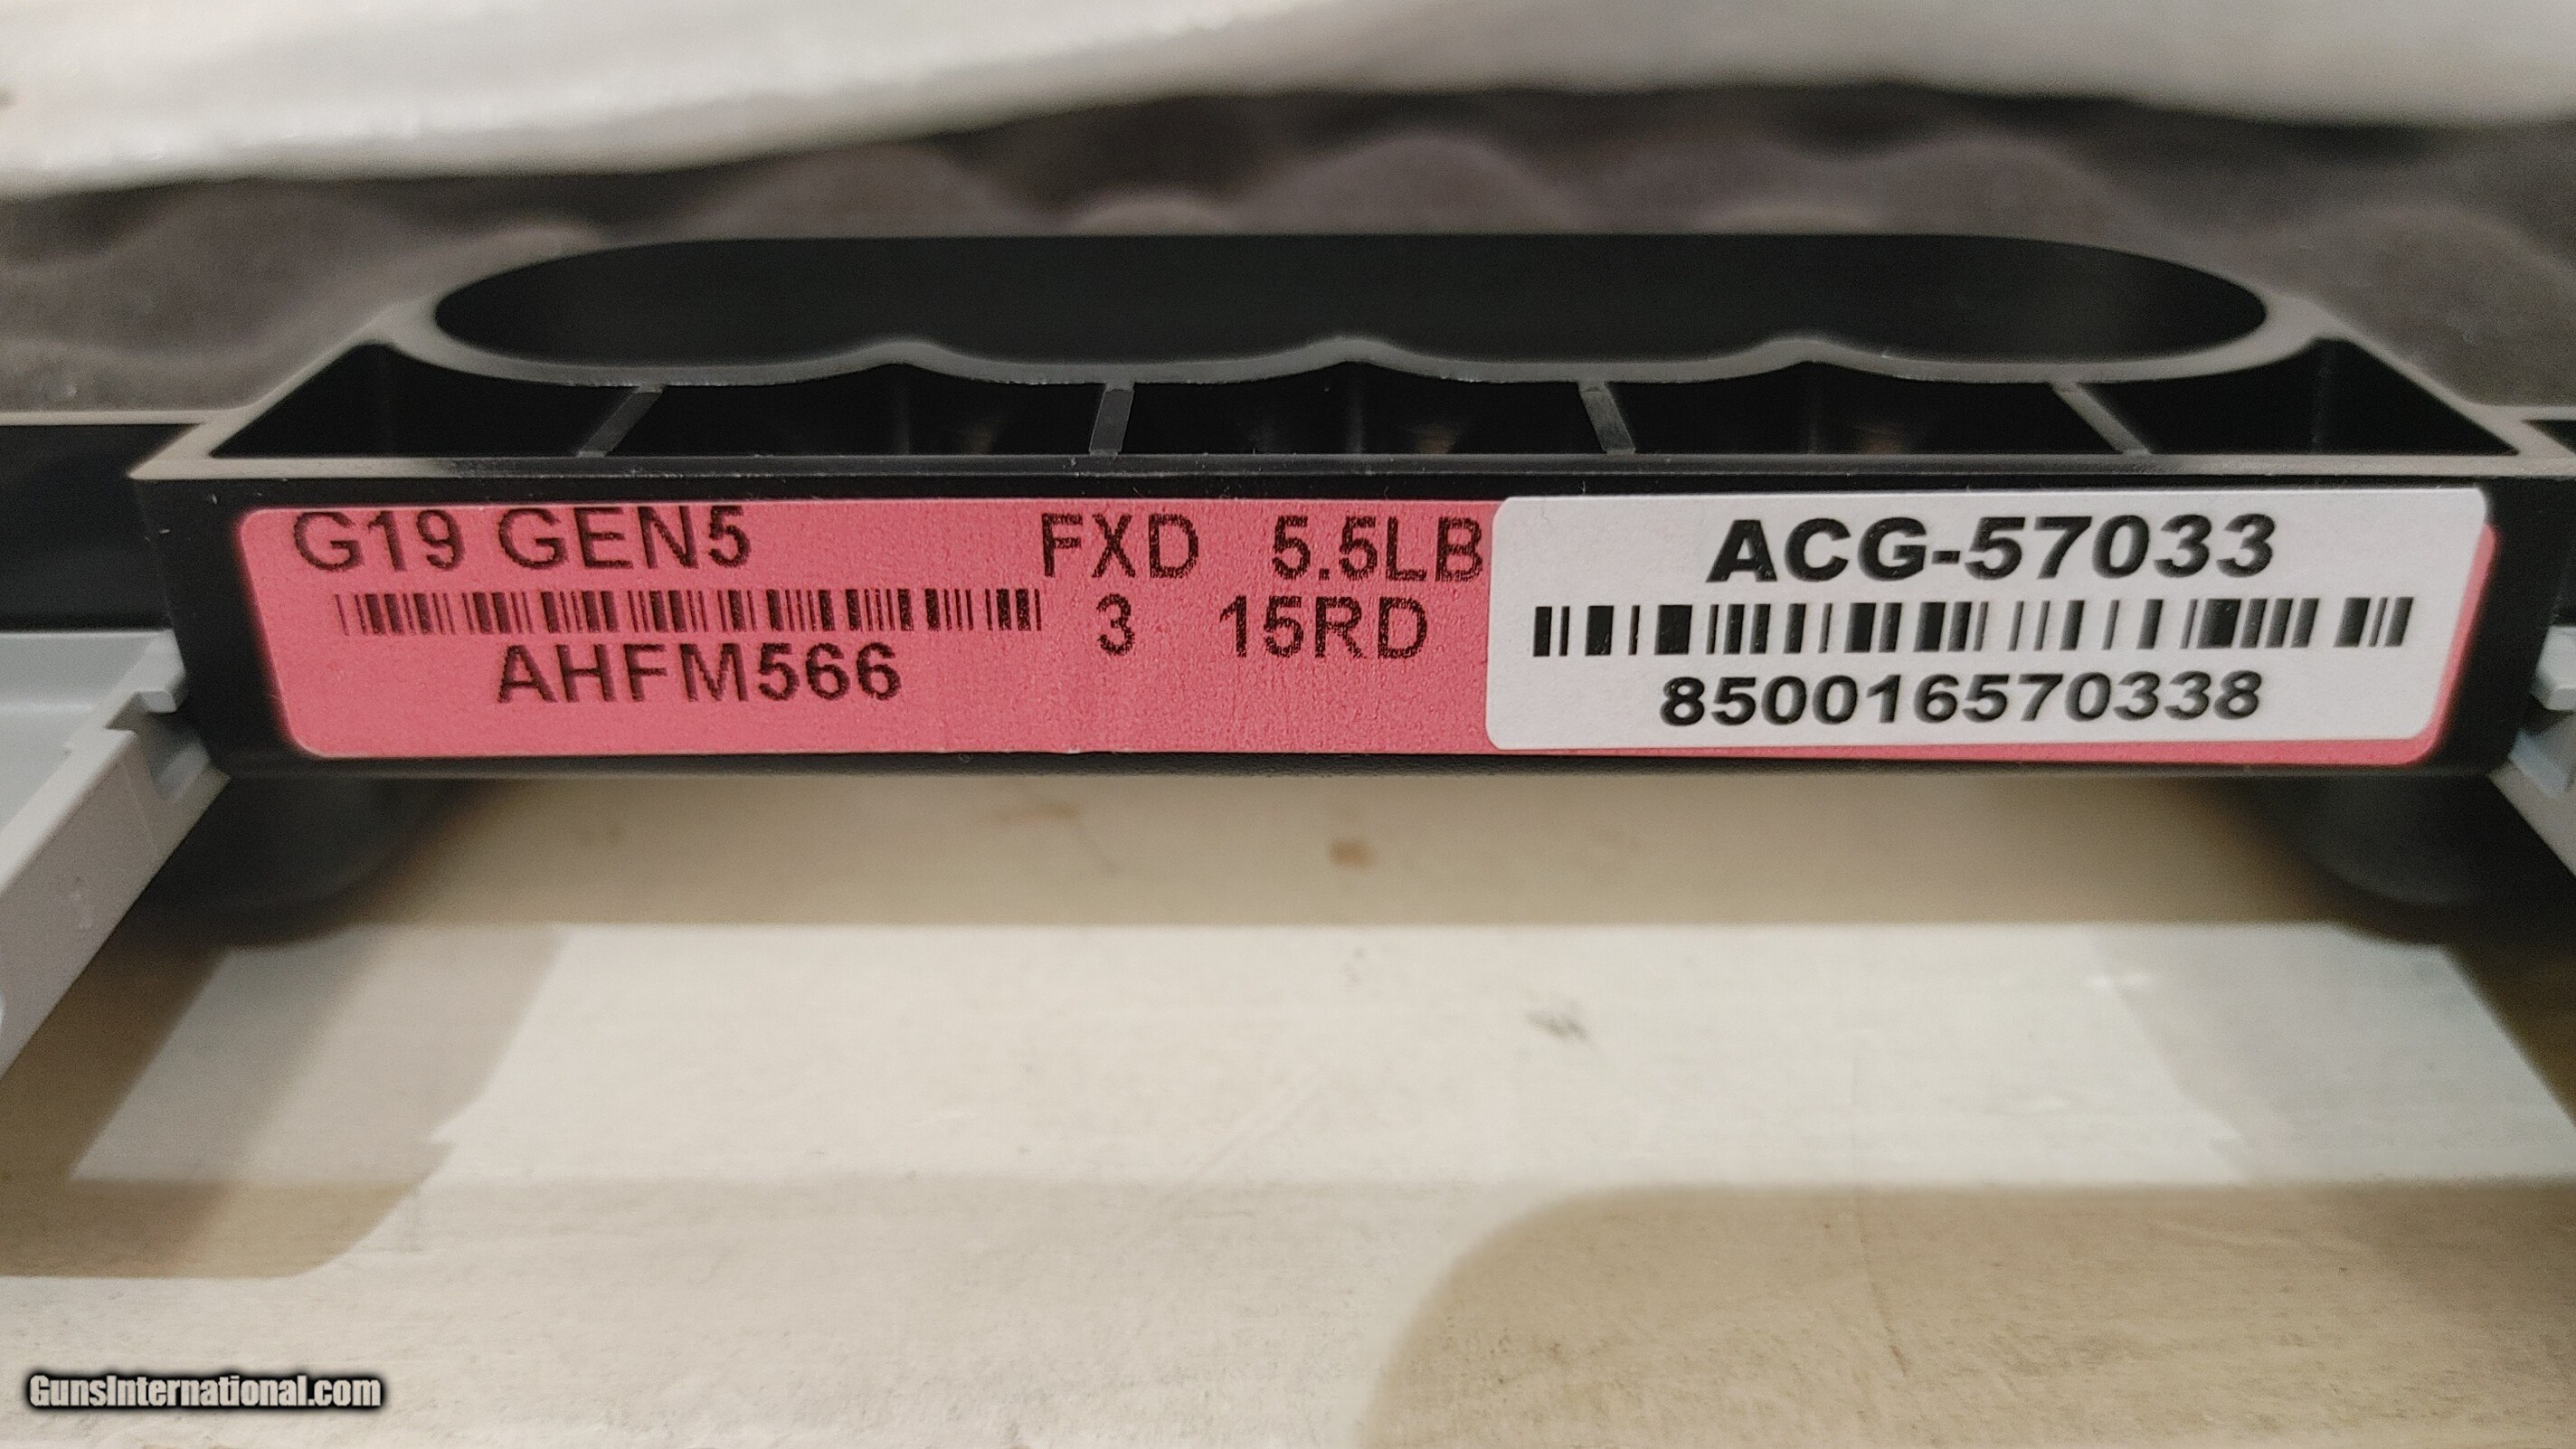 G19 GEN5 FXD 5.5LB
3 15RD
AHFM566
ACG-57033
850016570338
GunsInternational.com